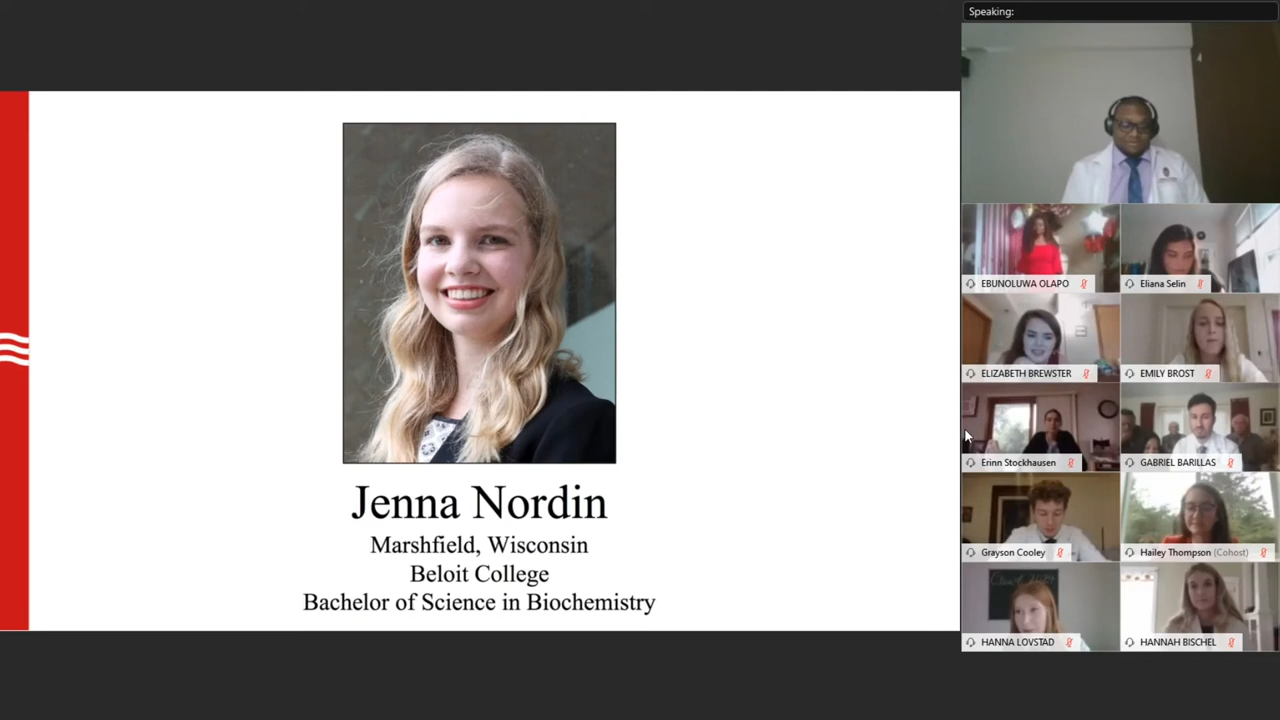 Speaking:
Jenna Nordin
Marshfield, Wisconsin
Beloit College
Bachelor of Science in Biochemistry
EBUNOLUWA OLAPO
Eliana Selin
ELIZABETH BREWSTER
EMILY BROST
Erinn Stockhausen
GABRIEL BARILLAS
Grayson Cooley
Hailey Thompson (Cohost)
HANNA LOVSTAD
HANNAH BISCHEL